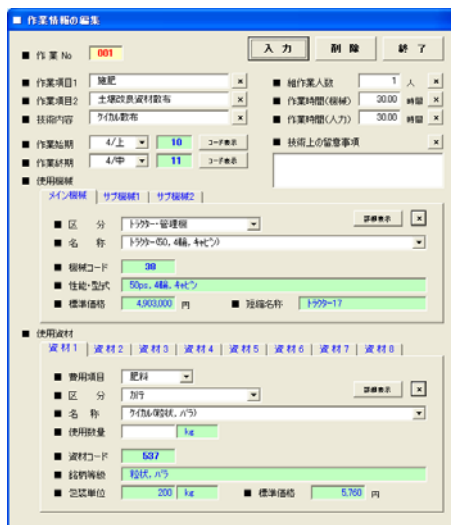 作業情報の編集
■ 作業 No 001 入力 削除 終了
■ 作業項目1 施肥 × ■ 組作業人数 1 人 ×
■ 作業項目2 土壌改良資材散布 × ■ 作業時間(機械) 30.00 時間 ×
■ 技術内容 ケイカル散布 × ■ 作業時間(人力) 30.00 時間 ×
■ 作業始期 4/上 10 コード表示 ■ 技術上の留意事項 ×
■ 作業終期 4/中 11 コード表示
■ 使用機械
メイン機械 サブ機械1 サブ機械2
■ 区 分 トラクター・管理機 詳細表示 ×
■ 名 称 トラクター(50, 4輪, キャビン)
■ 機械コード 38
■ 性能・型式 50ps, 4輪, キャビン
■ 標準価格 4,903,000 円 ■ 短縮名称 トラクター17
■ 使用資材
資材1 資材2 資材3 資材4 資材5 資材6 資材7 資材8
■ 費用項目 肥料
■ 区 分 詳細表示 ×
■ 名 称 ケイカル(粒状, バラ)
■ 使用数量 kg
■ 資材コード 537
■ 銘柄等級 粒状, バラ
■ 包装単位 200 kg ■ 標準価格 5,760 円